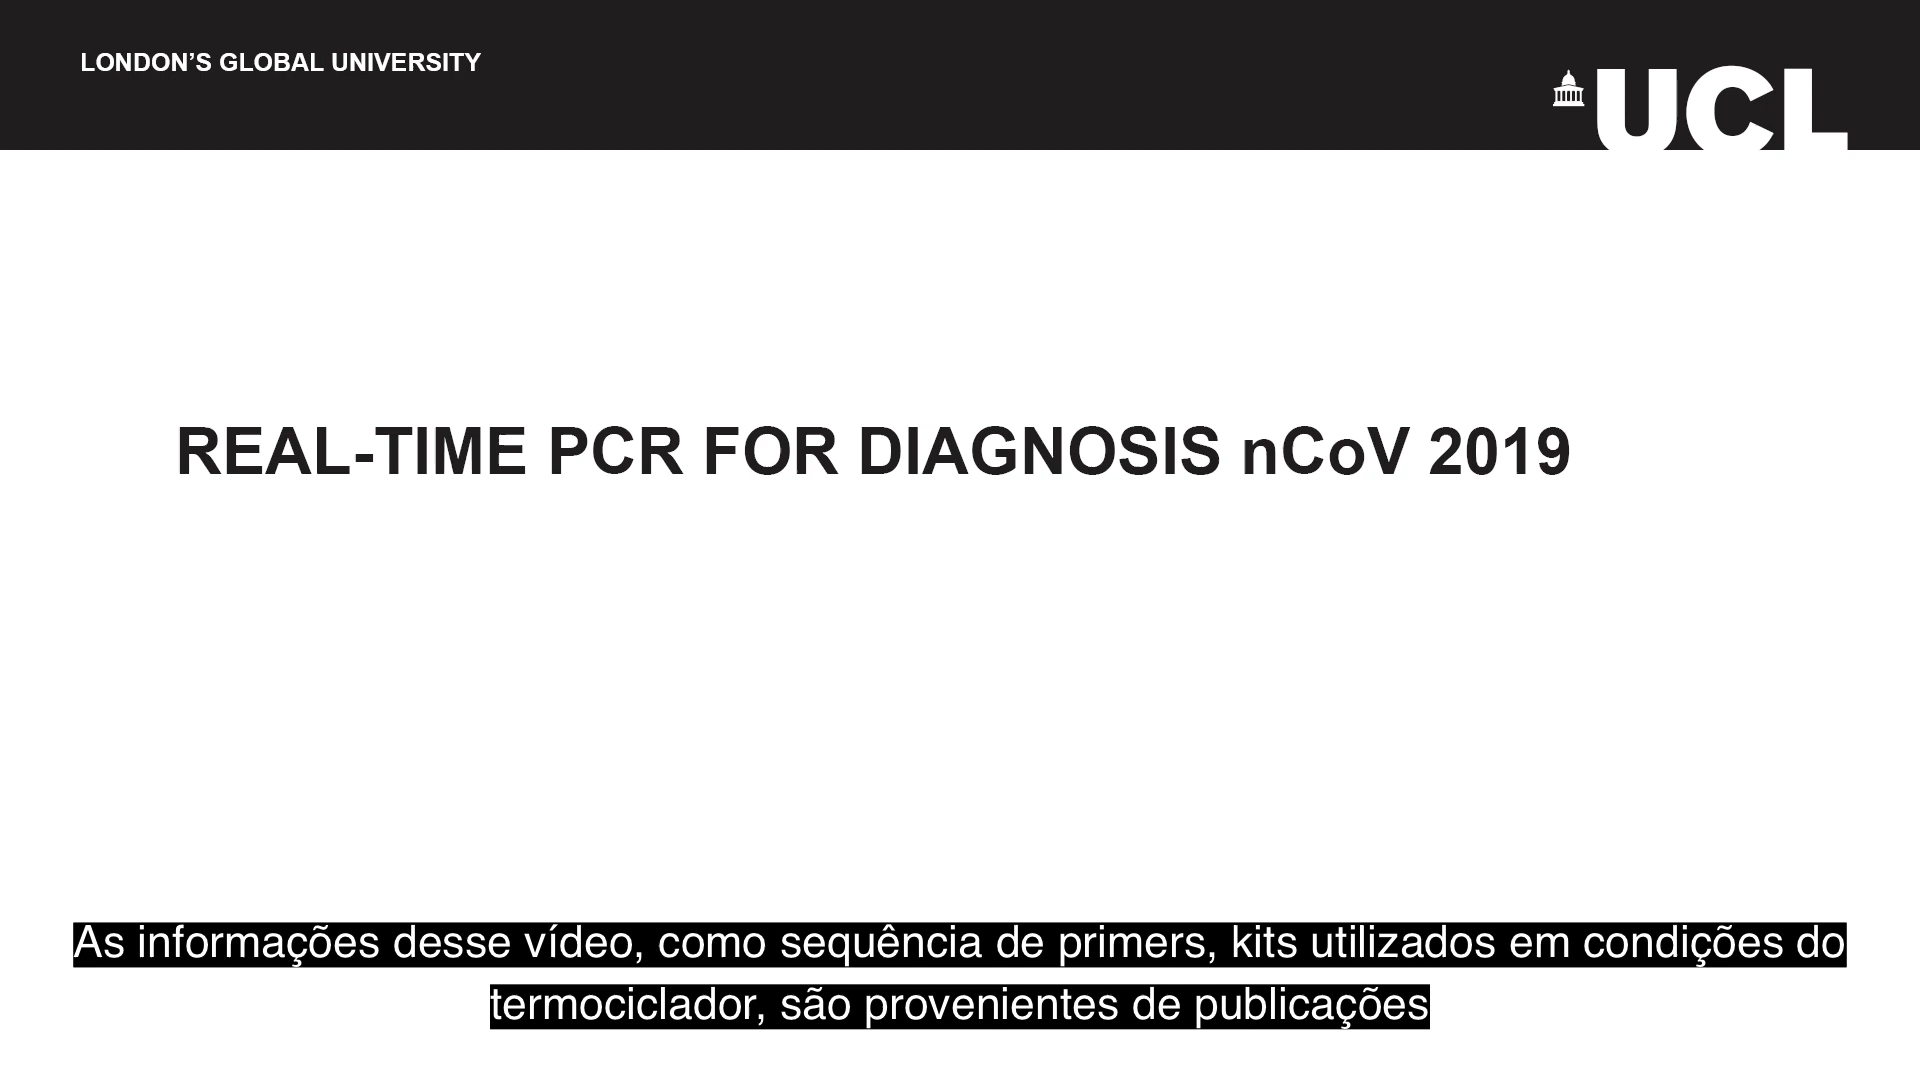 LONDON’S GLOBAL UNIVERSITY
UCL
REAL-TIME PCR FOR DIAGNOSIS nCoV 2019
As informações desse vídeo, como sequência de primers, kits utilizados em condições do
termociclador, são provenientes de publicações